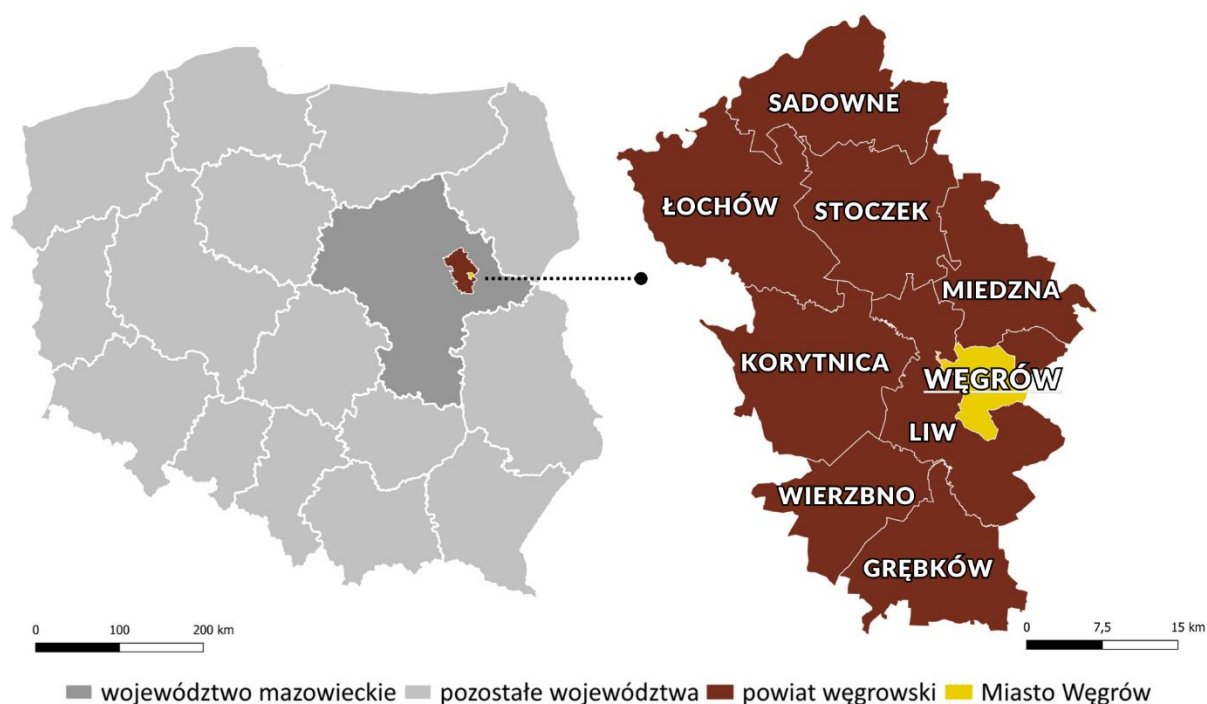 SADOWNE
ŁOCHÓW
STOCZEK
MIEDZNA
KORYTNICA
WĘGRÓW
LIW
WIERZBNO
GRĘBKÓW
0 100 200 km
0 7,5 15 km
województwo mazowieckie pozostałe województwa powiat węgrowski Miasto Węgrów